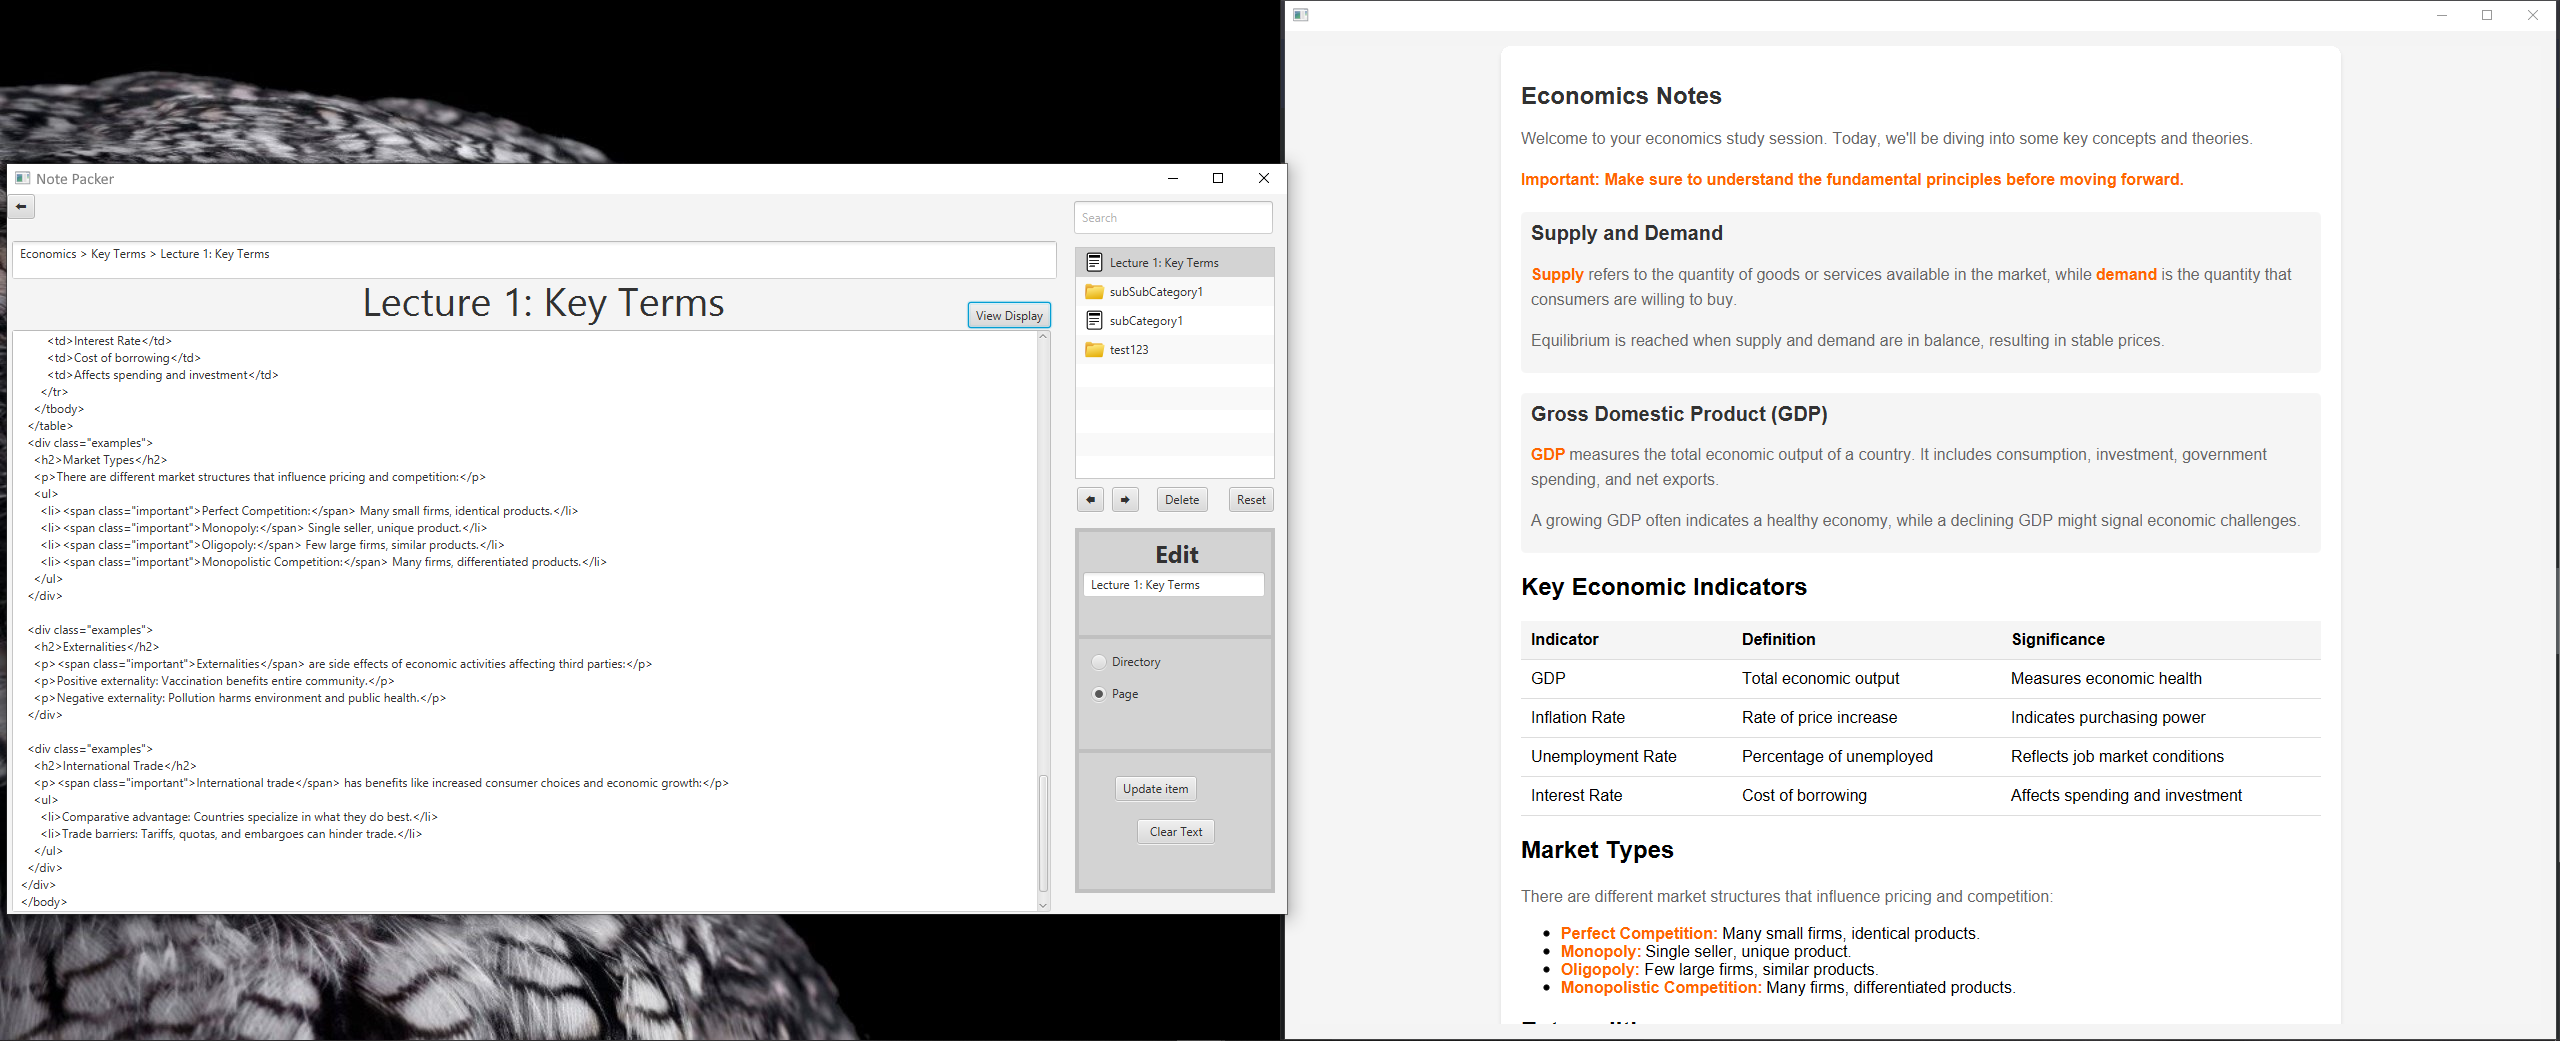 Note Packer
Search
Economics > Key Terms > Lecture 1: Key Terms
Lecture 1: Key Terms
View Display
<td>Interest Rate</td>
<td>Cost of borrowing</td>
<td>Affects spending and investment</td>
</tr>
</tbody>
</table>
<div class="examples">
<h2>Market Types</h2>
<p>There are different market structures that influence pricing and competition:</p>
<ul>
<li><span class="important">Perfect Competition:</span> Many small firms, identical products.</li>
<li><span class="important">Monopoly:</span> Single seller, unique product.</li>
<li><span class="important">Oligopoly:</span> Few large firms, similar products.</li>
<li><span class="important">Monopolistic Competition:</span> Many firms, differentiated products.</li>
</ul>
</div>
<div class="examples">
<h2>Externalities</h2>
<p><span class="important">Externalities</span> are side effects of economic activities affecting third parties:</p>
<p>Positive externality: Vaccination benefits entire community.</p>
<p>Negative externality: Pollution harms environment and public health.</p>
</div>
<div class="examples">
<h2>International Trade</h2>
<p><span class="important">International trade</span> has benefits like increased consumer choices and economic growth:</p>
<ul>
<li>Comparative advantage: Countries specialize in what they do best.</li>
<li>Trade barriers: Tariffs, quotas, and embargoes can hinder trade.</li>
</ul>
</div>
</div>
</body>
Lecture 1: Key Terms
subSubCategory1
subCategory1
test123
Delete
Reset
Edit
Lecture 1: Key Terms
Directory
Page
Update item
Clear Text
Economics Notes
Welcome to your economics study session. Today, we'll be diving into some key concepts and theories.
Important: Make sure to understand the fundamental principles before moving forward.
Supply and Demand
Supply refers to the quantity of goods or services available in the market, while demand is the quantity that
consumers are willing to buy.
Equilibrium is reached when supply and demand are in balance, resulting in stable prices.
Gross Domestic Product (GDP)
GDP measures the total economic output of a country. It includes consumption, investment, government
spending, and net exports.
A growing GDP often indicates a healthy economy, while a declining GDP might signal economic challenges.
Key Economic Indicators
Indicator Definition Significance
GDP Total economic output Measures economic health
Inflation Rate Rate of price increase Indicates purchasing power
Unemployment Rate Percentage of unemployed Reflects job market conditions
Interest Rate Cost of borrowing Affects spending and investment
Market Types
There are different market structures that influence pricing and competition:
Perfect Competition: Many small firms, identical products.
Monopoly: Single seller, unique product.
Oligopoly: Few large firms, similar products.
Monopolistic Competition: Many firms, differentiated products.